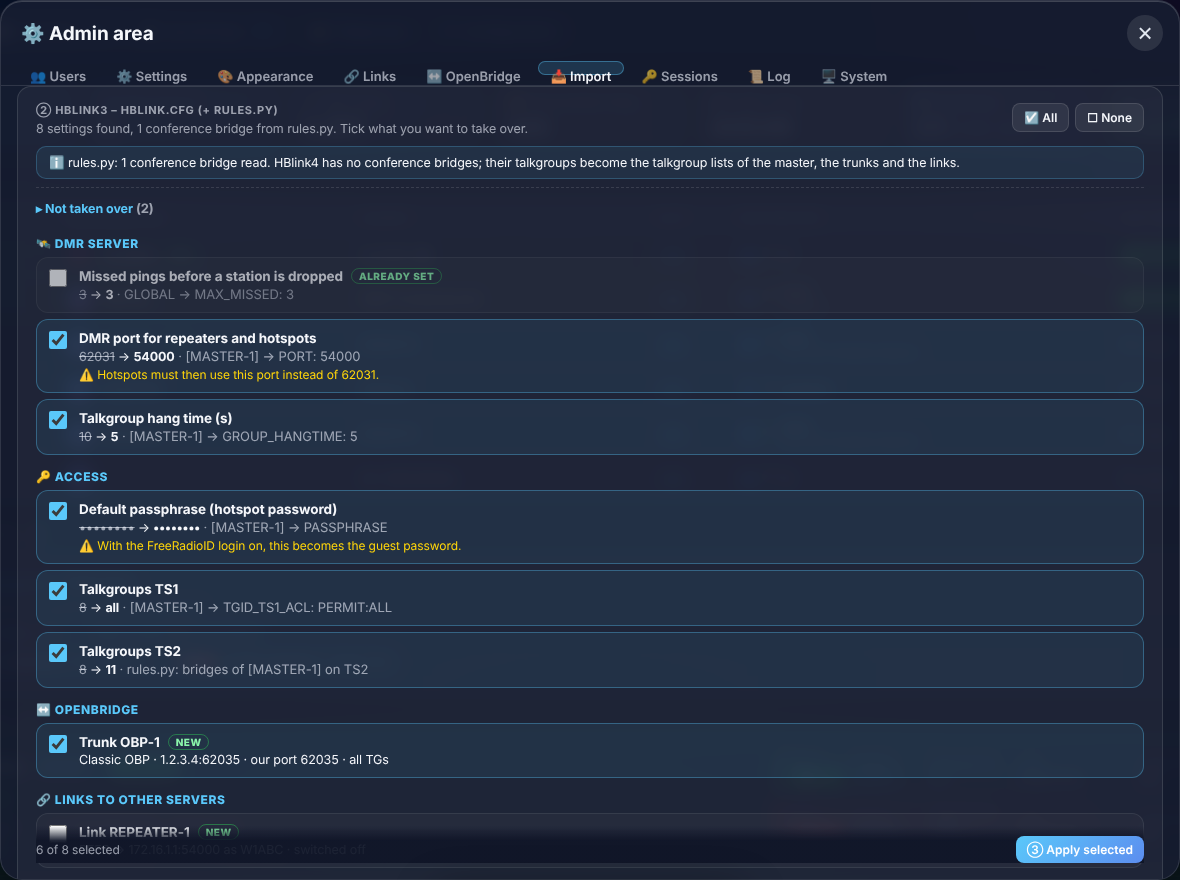 Admin area
Users Settings Appearance Links OpenBridge Import Sessions Log System
② HBLINK3 – HBLINK.CFG (+ RULES.PY)
8 settings found, 1 conference bridge from rules.py. Tick what you want to take over.
All
None
rules.py: 1 conference bridge read. HBlink4 has no conference bridges; their talkgroups become the talkgroup lists of the master, the trunks and the links.
▸ Not taken over (2)
DMR SERVER
Missed pings before a station is dropped ALREADY SET
3 → 3 · GLOBAL → MAX_MISSED: 3
DMR port for repeaters and hotspots
62031 → 54000 · [MASTER-1] → PORT: 54000
⚠️ Hotspots must then use this port instead of 62031.
Talkgroup hang time (s)
10 → 5 · [MASTER-1] → GROUP_HANGTIME: 5
ACCESS
Default passphrase (hotspot password)
******** → •••••••• · [MASTER-1] → PASSPHRASE
⚠️ With the FreeRadioID login on, this becomes the guest password.
Talkgroups TS1
8 → all · [MASTER-1] → TGID_TS1_ACL: PERMIT:ALL
Talkgroups TS2
8 → 11 · rules.py: bridges of [MASTER-1] on TS2
OPENBRIDGE
Trunk OBP-1 NEW
Classic OBP · 1.2.3.4:62035 · our port 62035 · all TGs
LINKS TO OTHER SERVERS
Link REPEATER-1 NEW
172.16.1.1:54000 as W1ABC · switched off
6 of 8 selected
③ Apply selected